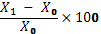 X₁ − X₀
X₀ × 100